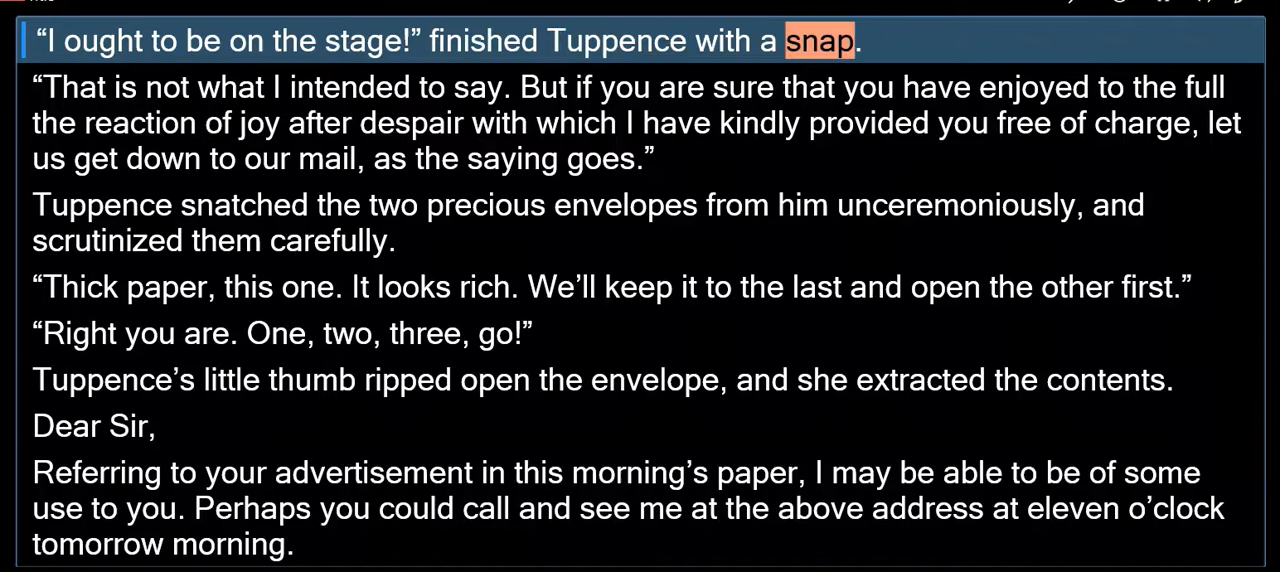 “I ought to be on the stage!” finished Tuppence with a snap.
“That is not what I intended to say. But if you are sure that you have enjoyed to the full
the reaction of joy after despair with which I have kindly provided you free of charge, let
us get down to our mail, as the saying goes.”
Tuppence snatched the two precious envelopes from him unceremoniously, and
scrutinized them carefully.
“Thick paper, this one. It looks rich. We’ll keep it to the last and open the other first.”
“Right you are. One, two, three, go!”
Tuppence’s little thumb ripped open the envelope, and she extracted the contents.
Dear Sir,
Referring to your advertisement in this morning’s paper, I may be able to be of some
use to you. Perhaps you could call and see me at the above address at eleven o’clock
tomorrow morning.